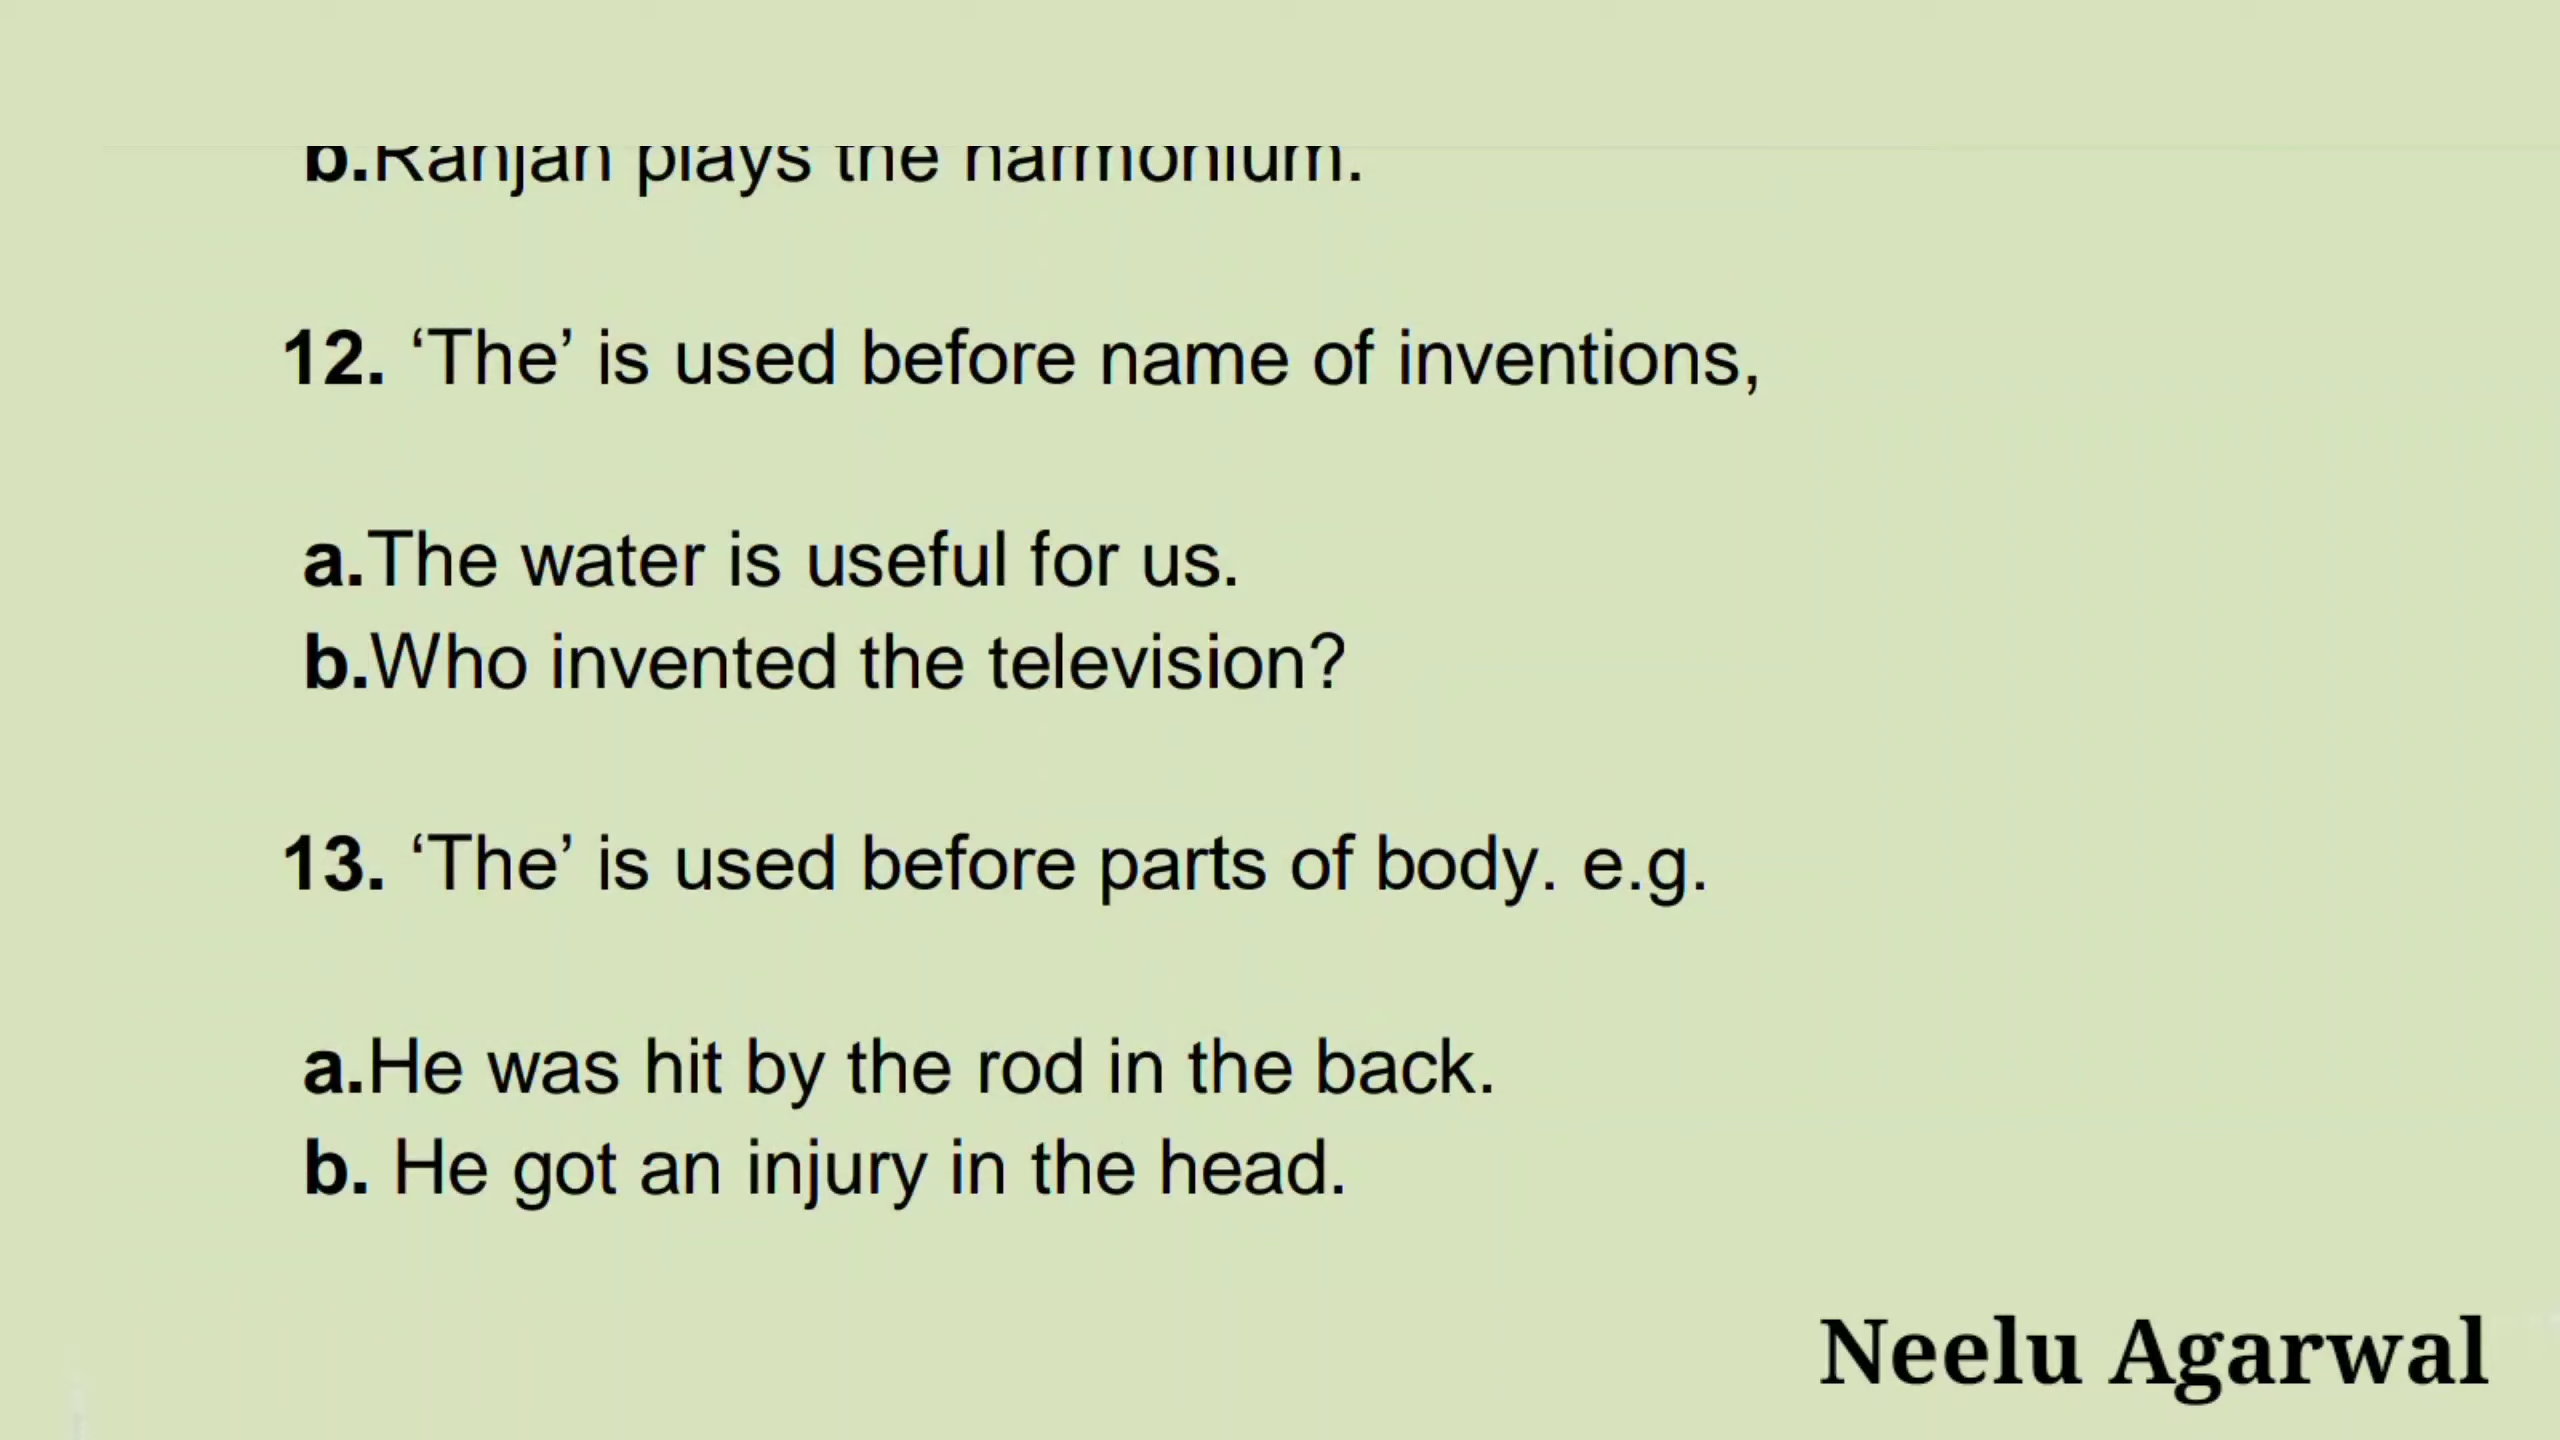 b.Ranjan plays the harmonium.
12. ‘The’ is used before name of inventions,
a.The water is useful for us.
b.Who invented the television?
13. ‘The’ is used before parts of body. e.g.
a.He was hit by the rod in the back.
b. He got an injury in the head.
Neelu Agarwal